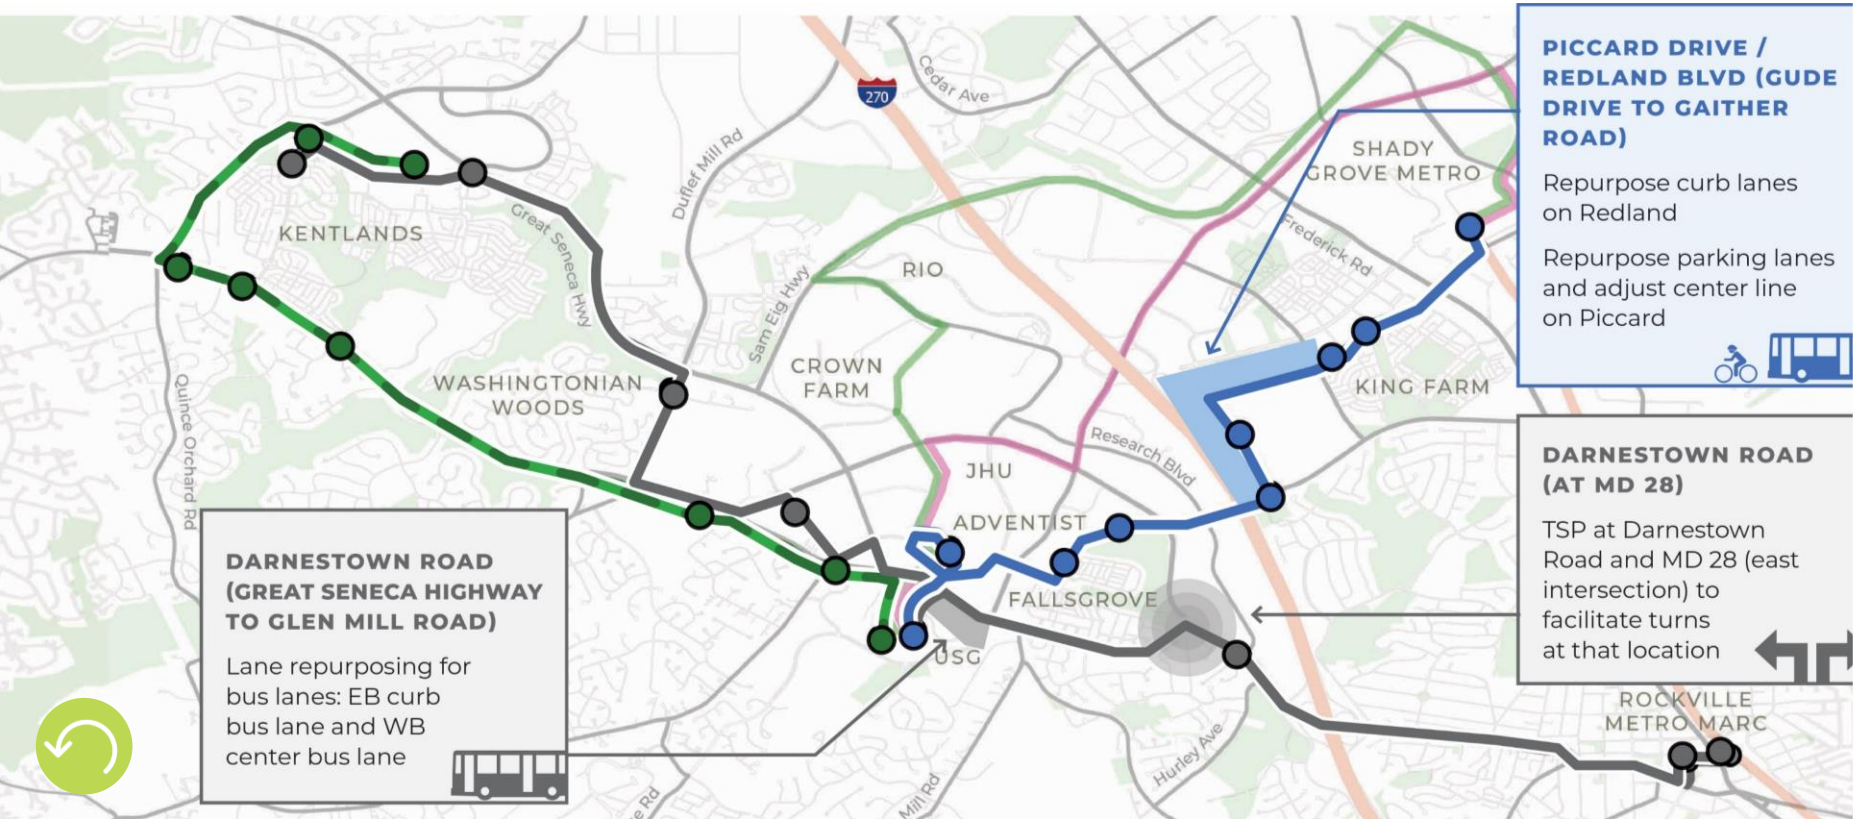 270
Cedar Ave
Duflef Mill Rd
KENTLANDS
Great Seneca Hwy
Sam Eig Hwy
RIO
SHADY
GROVE METRO
Frederick Rd
CROWN
FARM
WASHINGTONIAN
WOODS
KING FARM
Quince Orchard Rd
Research Blvd
JHU
ADVENTIST
FALLSGROVE
USG
Hurley Ave
Mill Rd
e Rd
ROCKVILLE
METRO MARC
PICCARD DRIVE /
REDLAND BLVD (GUDE
DRIVE TO GAITHER
ROAD)
Repurpose curb lanes
on Redland
Repurpose parking lanes
and adjust center line
on Piccard
DARNESTOWN ROAD
(AT MD 28)
TSP at Darnestown
Road and MD 28 (east
intersection) to
facilitate turns
at that location
DARNESTOWN ROAD
(GREAT SENECA HIGHWAY
TO GLEN MILL ROAD)
Lane repurposing for
bus lanes: EB curb
bus lane and WB
center bus lane